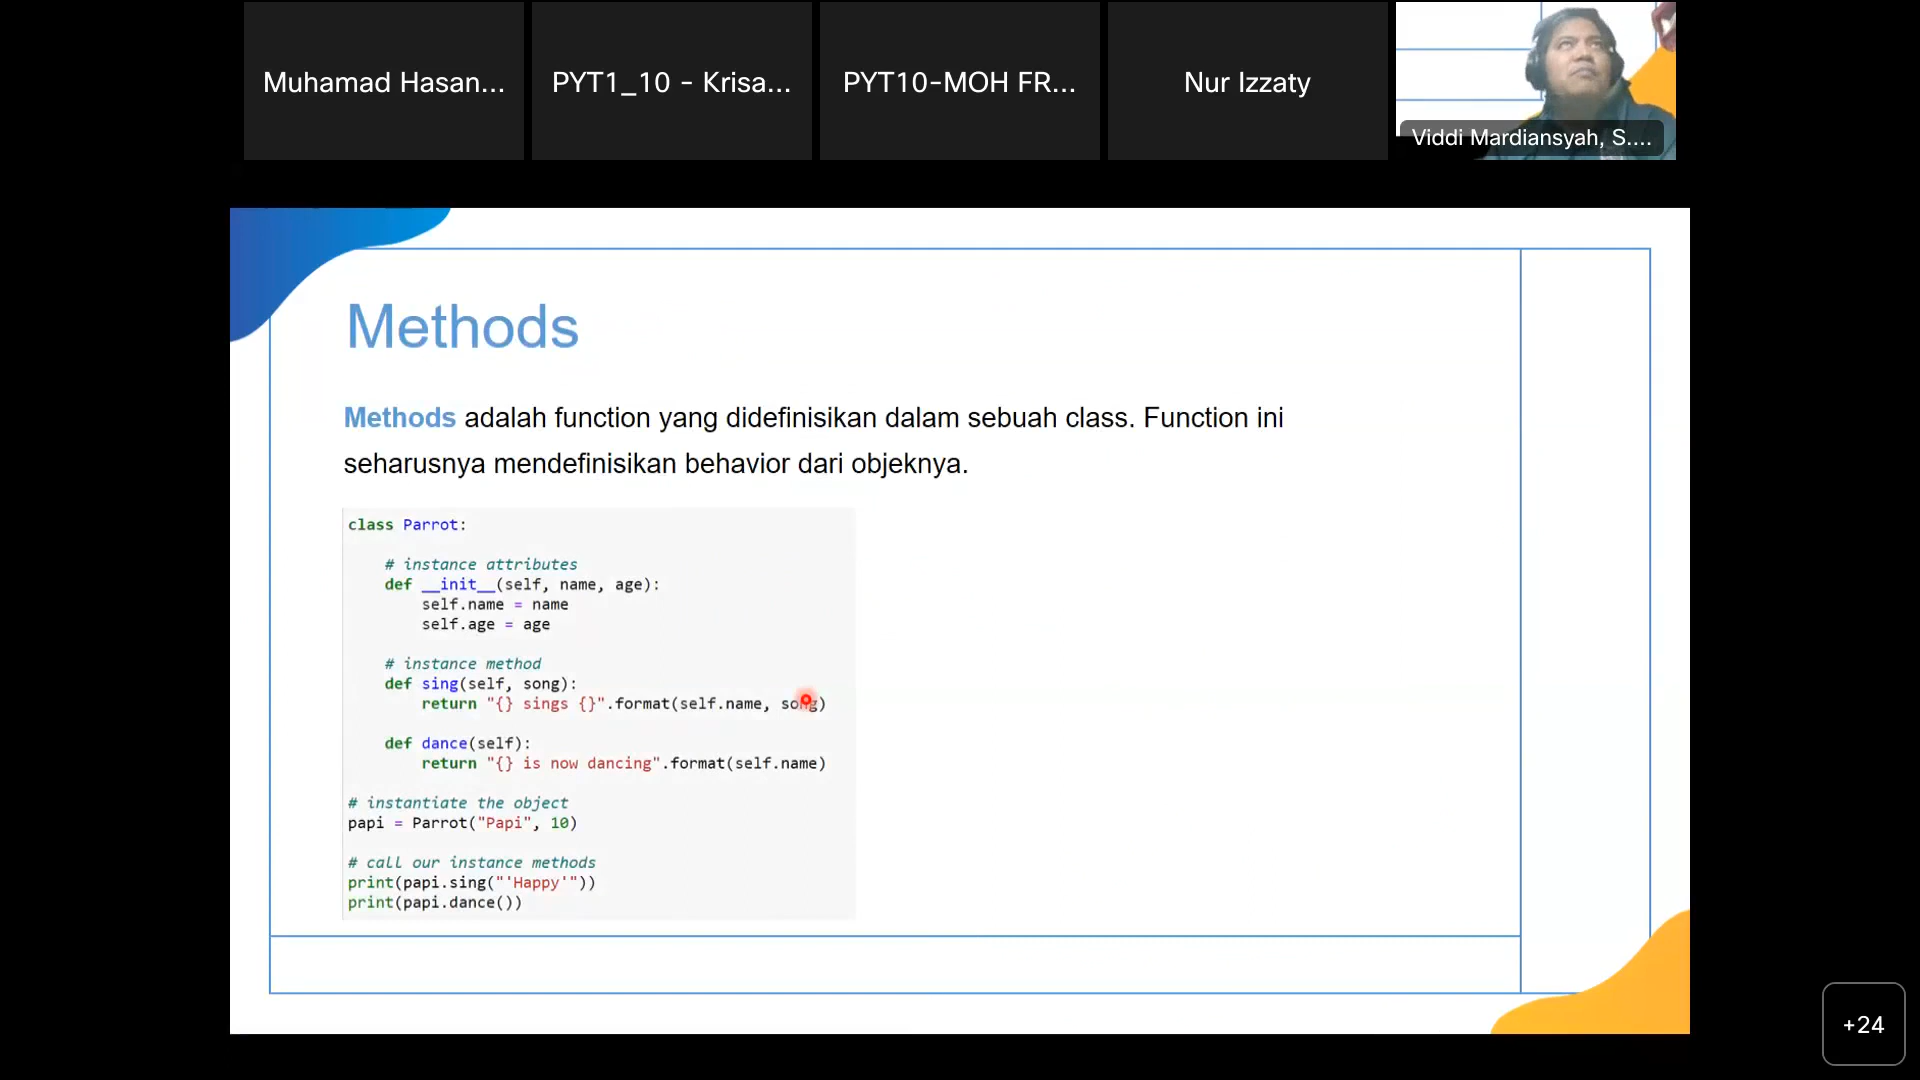 Muhamad Hasan...
PYT1_10 - Krisa...
PYT10-MOH FR...
Nur Izzaty
Viddi Mardiansyah, S....
Methods
Methods adalah function yang didefinisikan dalam sebuah class. Function ini
seharusnya mendefinisikan behavior dari objeknya.
class Parrot:
# instance attributes
def __init__(self, name, age):
self.name = name
self.age = age
# instance method
def sing(self, song):
return "{} sings {}".format(self.name, song)
def dance(self):
return "{} is now dancing".format(self.name)
# instantiate the object
papi = Parrot("Papi", 10)
# call our instance methods
print(papi.sing("'Happy'"))
print(papi.dance())
+24